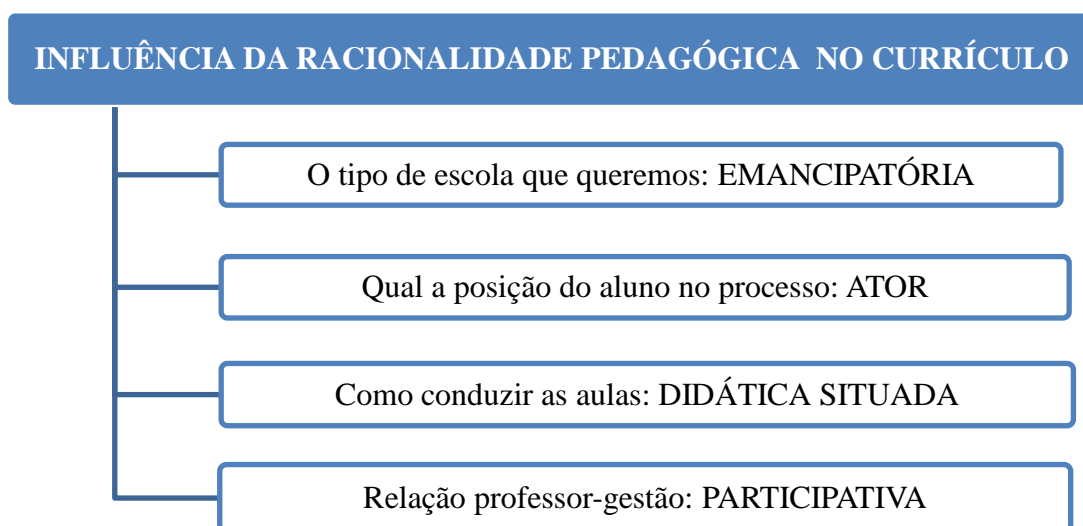 INFLUÊNCIA DA RACIONALIDADE PEDAGÓGICA NO CURRÍCULO
O tipo de escola que queremos: EMANCIPATÓRIA
Qual a posição do aluno no processo: ATOR
Como conduzir as aulas: DIDÁTICA SITUADA
Relação professor-gestão: PARTICIPATIVA